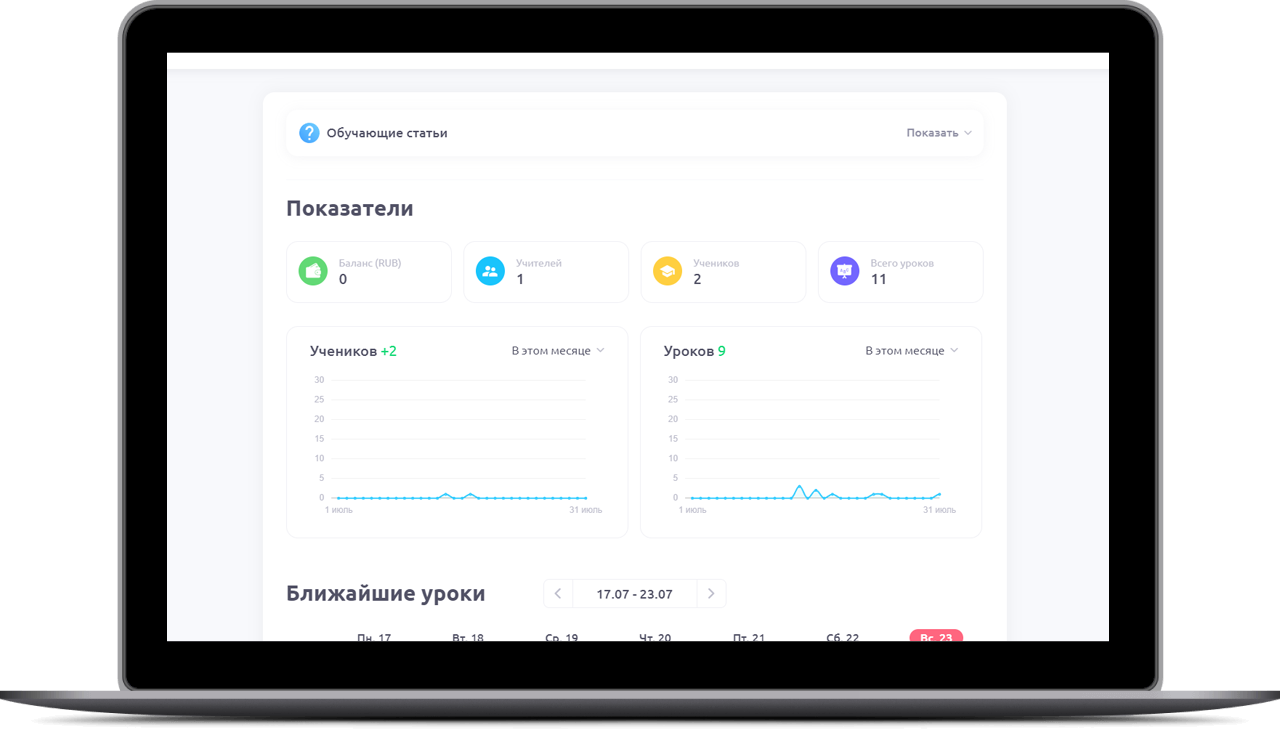 Обучающие статьи
Показать
Показатели
Баланс (RUB)
0
Учителей
1
Учеников
2
Всего уроков
11
Учеников +2
В этом месяце
30
25
20
15
10
5
0
1 июль
31 июль
Уроков 9
В этом месяце
30
25
20
15
10
5
0
1 июль
31 июль
Ближайшие уроки
17.07 - 23.07
Пн. 17
Вт. 18
Ср. 19
Чт. 20
Пт. 21
Сб. 22
Вс. 23